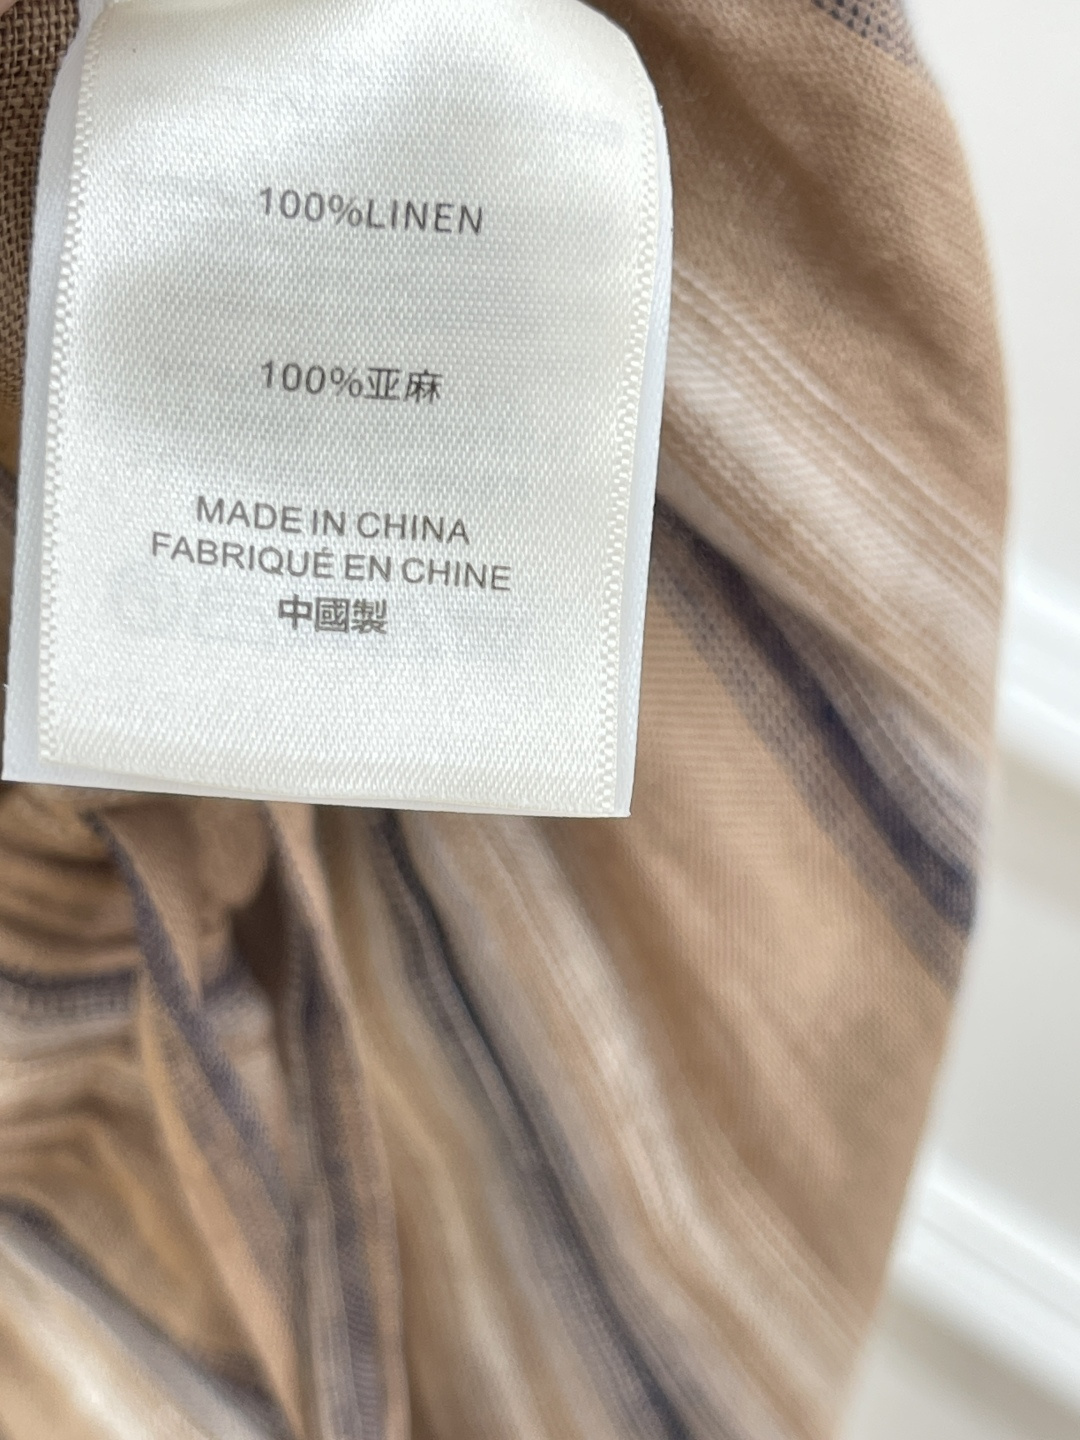 100%LINEN
100%亚麻
MADE IN CHINA
FABRIQUÉ EN CHINE
中國製